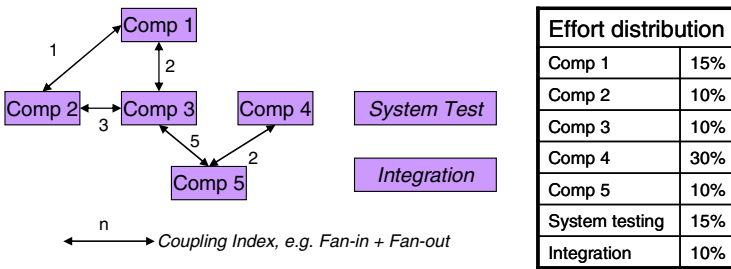 Comp 1
1
2
Comp 2
Comp 3
Comp 4
3
5
2
Comp 5
System Test
Integration
n
Coupling Index, e.g. Fan-in + Fan-out
Effort distribution
Comp 1 15%
Comp 2 10%
Comp 3 10%
Comp 4 30%
Comp 5 10%
System testing 15%
Integration 10%